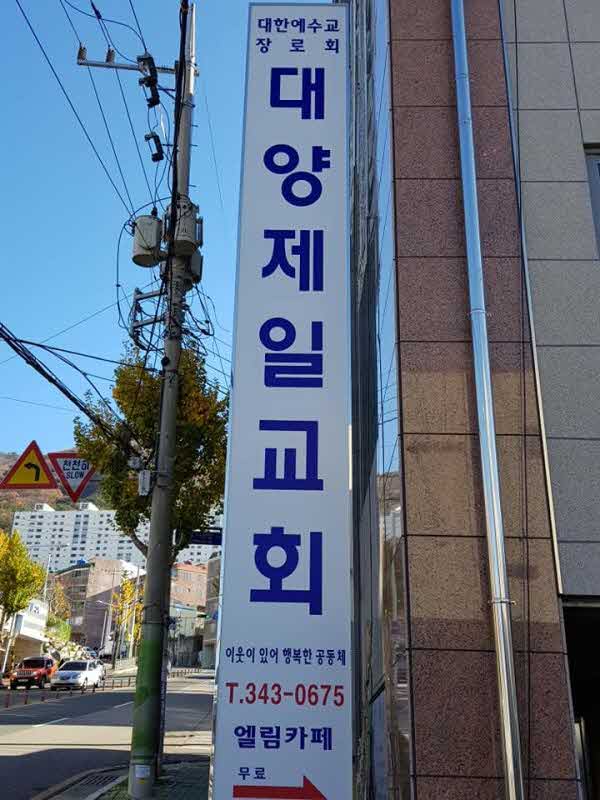 대한예수교
장로회
대양제일교회
이웃이 있어 행복한 공동체
T.343-0675
엘림카페
무료
천천히
SLOW